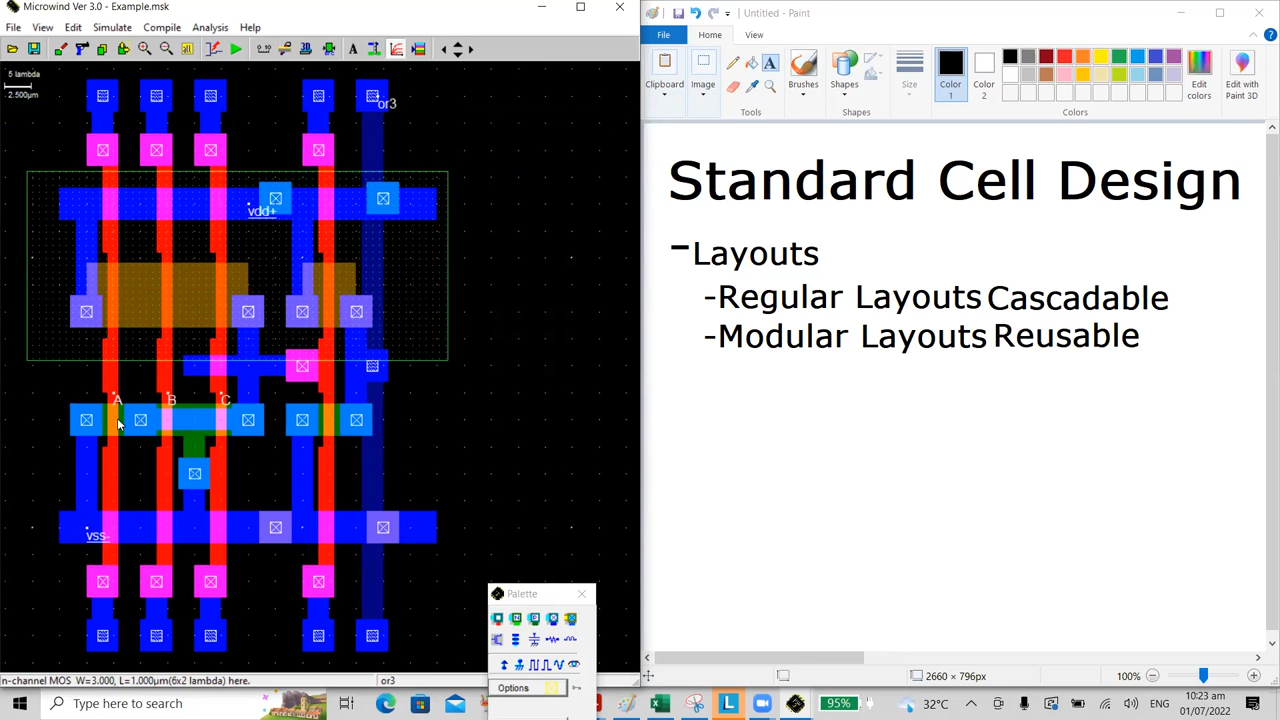 Microwind Ver 3.0 - Example.msk
File View Edit Simulate Compile Analysis Help
5 lambda
2.500µm
or3
vdd+
A
B
C
vss-
Palette
Options
n-channel MOS W=3.000, L=1.000µm(6x2 lambda) here.
or3
Untitled - Paint
File Home View
Clipboard
Image
Tools
Brushes
Shapes
Shapes
Size
Color 1
Color 2
Edit colors
Edit with Paint 3D
Colors
Standard Cell Design
-Layouts
-Regular Layouts Cascadable
-Modular Layouts Reusable
2660 × 796px
100%
Type here to search
95%
32°C
ENG
10:23 am
01/07/2022